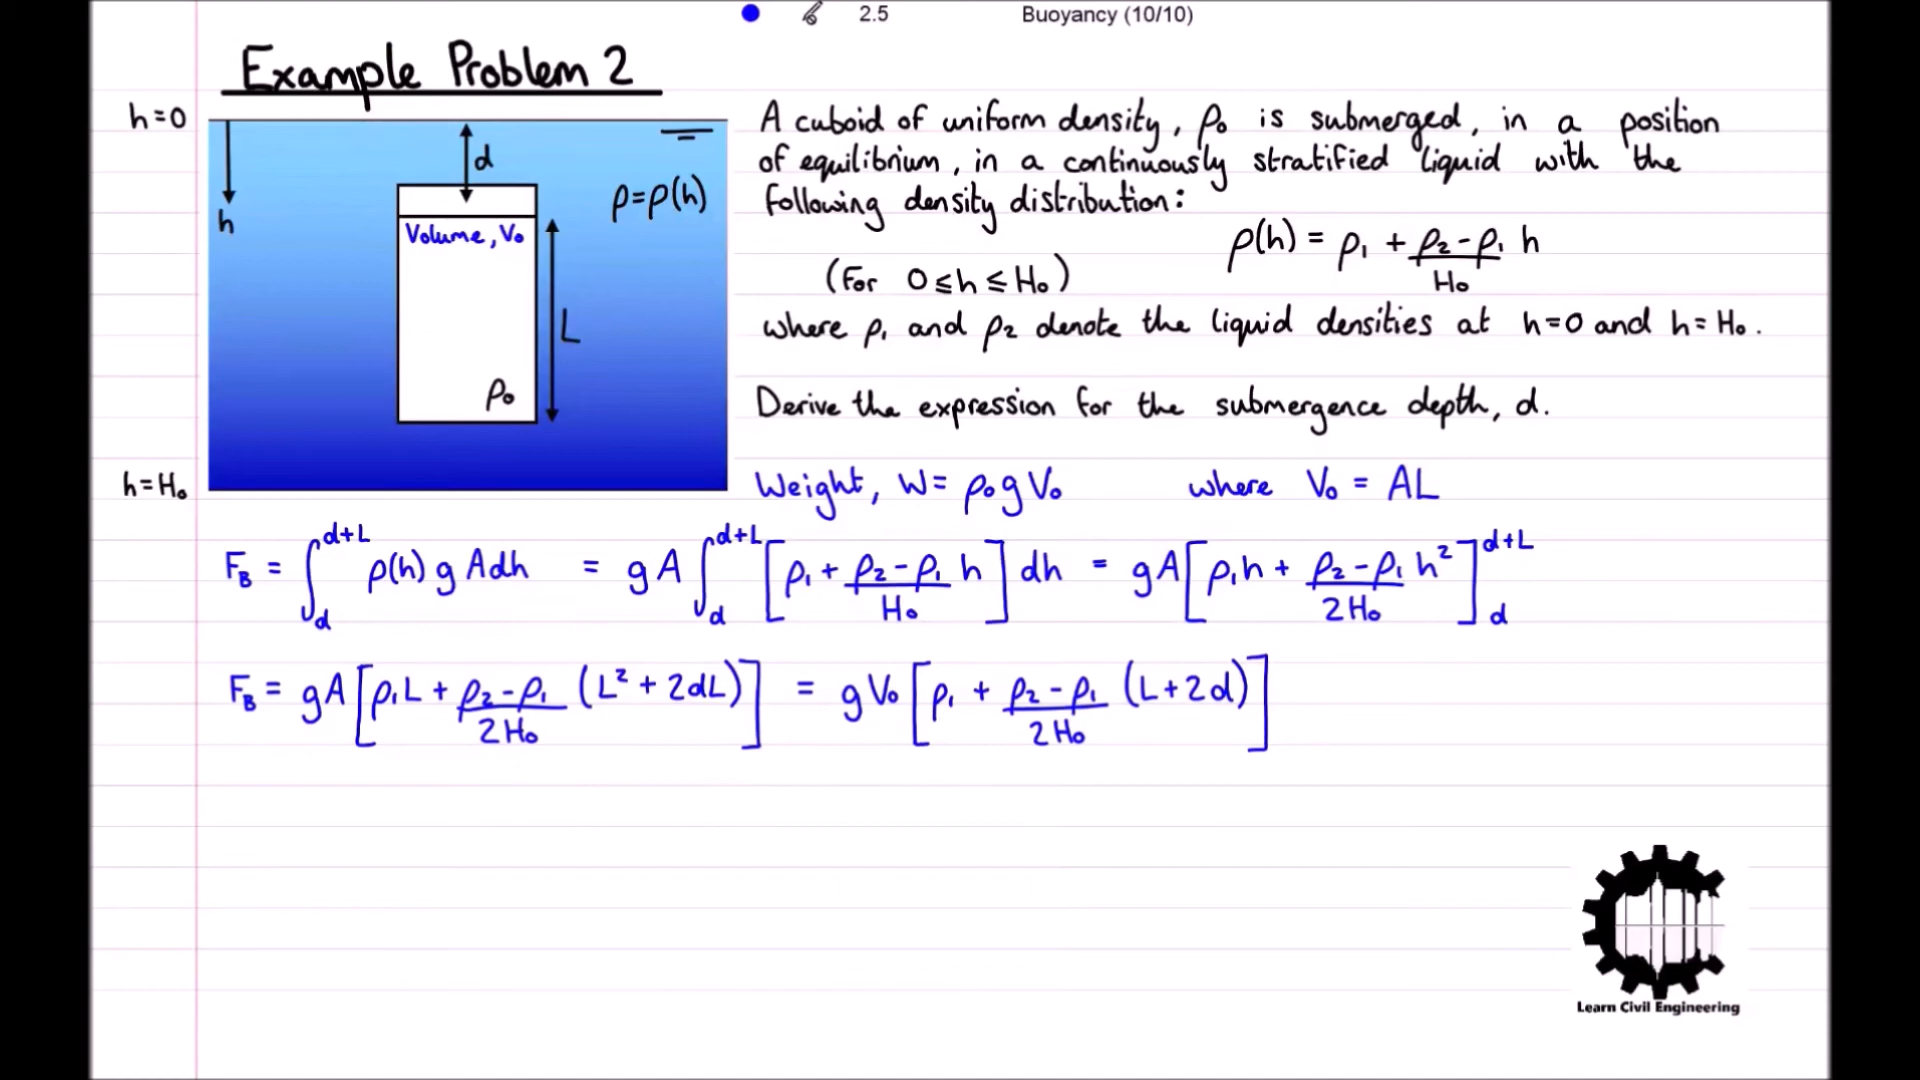 2.5 Buoyancy (10/10)
Example Problem 2
h=0
d
h
ρ=ρ(h)
Volume, V₀
L
ρ₀
h=H₀
A cuboid of uniform density, ρ₀ is submerged, in a position
of equilibrium, in a continuously stratified liquid with the
following density distribution:
ρ(h) = ρ₁ + (ρ₂-ρ₁)/H₀ h
(For 0⩽h⩽H₀)
where ρ₁ and ρ₂ denote the liquid densities at h=0 and h=H₀.
Derive the expression for the submergence depth, d.
Weight, W= ρ₀gV₀ where V₀ = AL
F_B = ∫_d^{d+L} ρ(h) g A dh = gA ∫_d^{d+L} [ρ₁ + (ρ₂-ρ₁)/H₀ h] dh = gA [ρ₁h + (ρ₂-ρ₁)/2H₀ h²]_d^{d+L}
F_B = gA [ρ₁L + (ρ₂-ρ₁)/2H₀ (L² + 2dL)] = gV₀ [ρ₁ + (ρ₂-ρ₁)/2H₀ (L+2d)]
Learn Civil Engineering